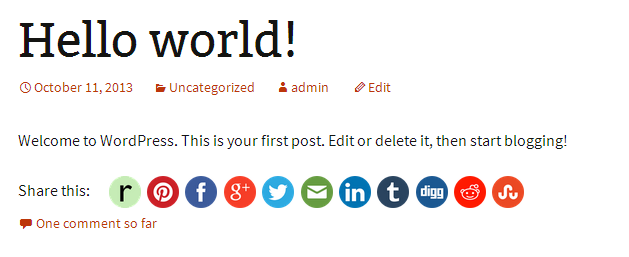 Hello world!
October 11, 2013 Uncategorized admin Edit
Welcome to WordPress. This is your first post. Edit or delete it, then start blogging!
Share this: r f g+ t digg
One comment so far